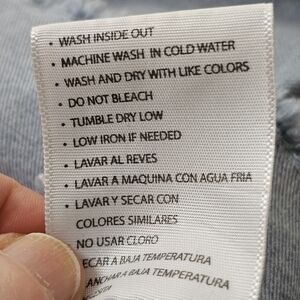 • WASH INSIDE OUT
• MACHINE WASH IN COLD WATER
• WASH AND DRY WITH LIKE COLORS
• DO NOT BLEACH
• TUMBLE DRY LOW
• LOW IRON IF NEEDED
• LAVAR AL REVES
• LAVAR A MAQUINA CON AGUA FRIA
• LAVAR Y SECAR CON
COLORES SIMILARES
NO USAR CLORO
ECAR A BAJA TEMPERATURA
ANCHAR A BAJA TEMPERATURA